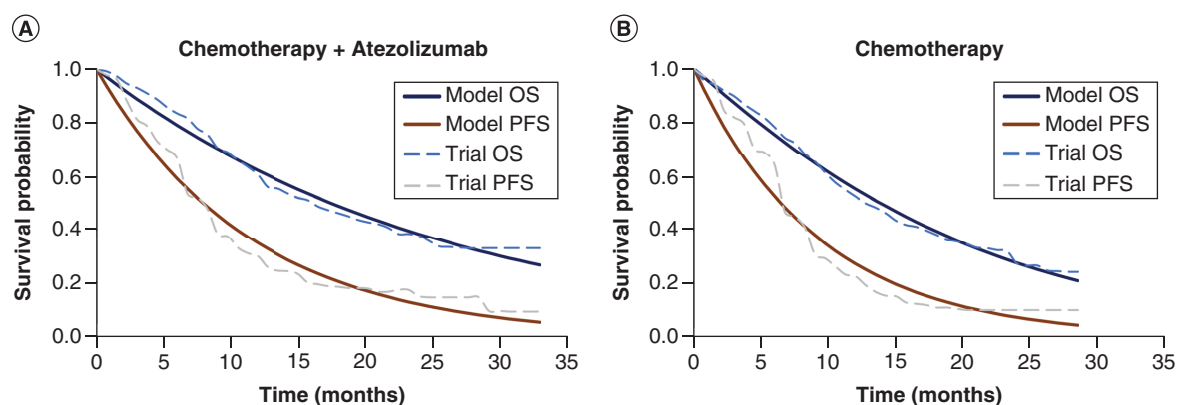 A
Chemotherapy + Atezolizumab
Survival probability
1.0
0.8
0.6
0.4
0.2
0.0
0 5 10 15 20 25 30 35
Time (months)
Model OS
Model PFS
Trial OS
Trial PFS
B
Chemotherapy
Survival probability
1.0
0.8
0.6
0.4
0.2
0.0
0 5 10 15 20 25 30 35
Time (months)
Model OS
Model PFS
Trial OS
Trial PFS